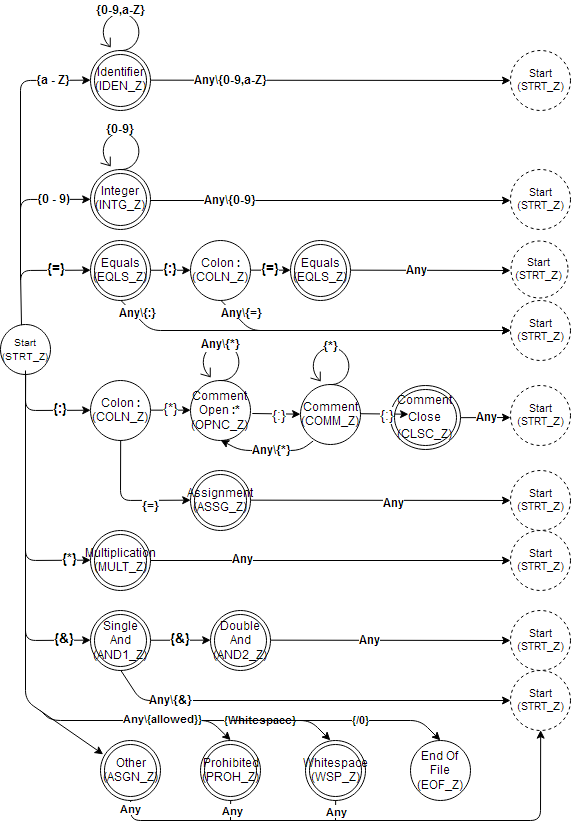 {0-9,a-Z}
{a - Z}
Identifier
(IDEN_Z)
Any\{0-9,a-Z}
Start
(STRT_Z)
{0-9}
{0 - 9}
Integer
(INTG_Z)
Any\{0-9}
Start
(STRT_Z)
{=}
Equals
(EQLS_Z)
{:}
Colon :
(COLN_Z)
{=}
Equals
(EQLS_Z)
Any
Start
(STRT_Z)
Any\{:}
Any\{=}
Start
(STRT_Z)
Start
(STRT_Z)
Any\{*}
{*}
{:}
Colon :
(COLN_Z)
{*}
Comment
Open :*
(OPNC_Z)
{:}
Comment
(COMM_Z)
{:}
Comment
Close
(CLSC_Z)
Any
Start
(STRT_Z)
Any\{*}
{=}
Assignment
(ASSG_Z)
Any
Start
(STRT_Z)
{*}
Multiplication
(MULT_Z)
Any
Start
(STRT_Z)
{&}
Single
And
(AND1_Z)
{&}
Double
And
(AND2_Z)
Any
Start
(STRT_Z)
Any\{&}
Start
(STRT_Z)
Any\{allowed}}
{Whitespace}
{/0}
Other
(ASGN_Z)
Prohibited
(PROH_Z)
Whitespace
(WSP_Z)
End Of
File
(EOF_Z)
Any
Any
Any